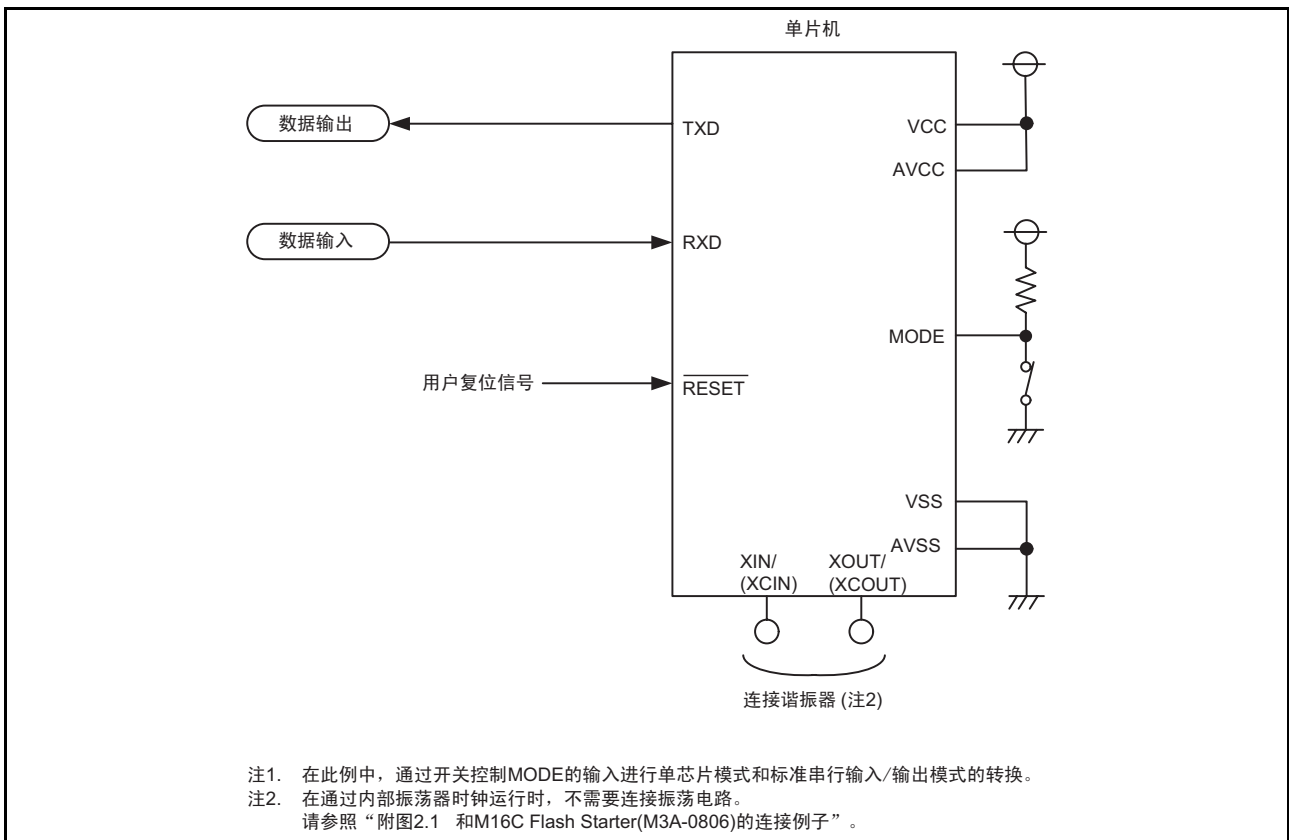 单片机
数据输出
TXD
VCC
AVCC
数据输入
RXD
MODE
用户复位信号
RESET
VSS
AVSS
XIN/
(XCIN)
XOUT/
(XCOUT)
连接谐振器 (注2)
注1. 在此例中，通过开关控制MODE的输入进行单芯片模式和标准串行输入/输出模式的转换。
注2. 在通过内部振荡器时钟运行时，不需要连接振荡电路。
请参照“附图2.1 和M16C Flash Starter(M3A-0806)的连接例子”。